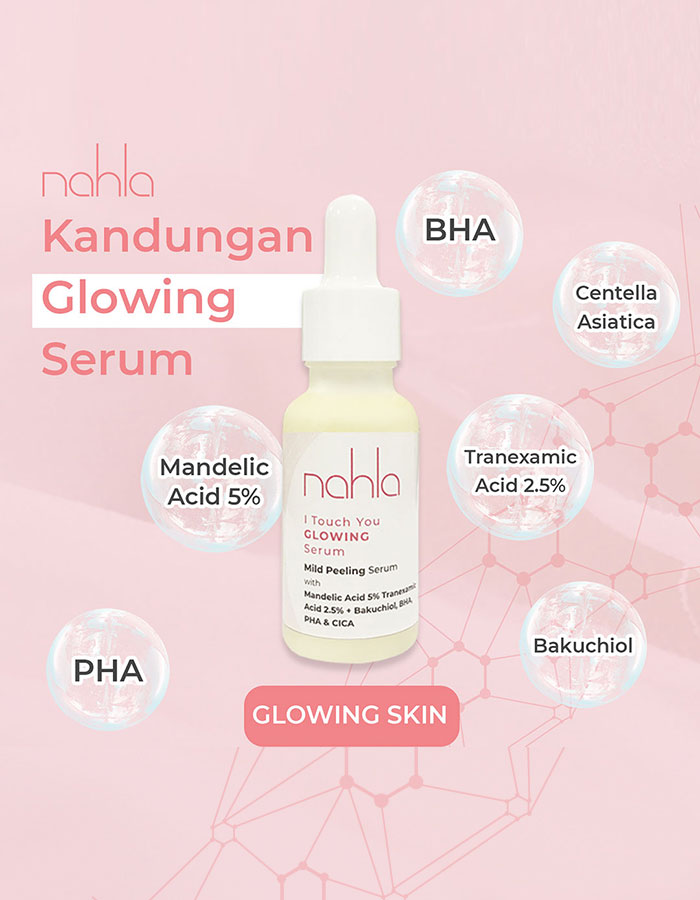 nahla
Kandungan
Glowing
Serum
BHA
Centella
Asiatica
Mandelic
Acid 5%
Tranexamic
Acid 2.5%
nahla
I Touch You
GLOWING
Serum
Mild Peeling Serum
with
Mandelic Acid 5% Tranexamic
Acid 2.5% + Bakuchiol, BHA,
PHA & CICA
Bakuchiol
PHA
GLOWING SKIN